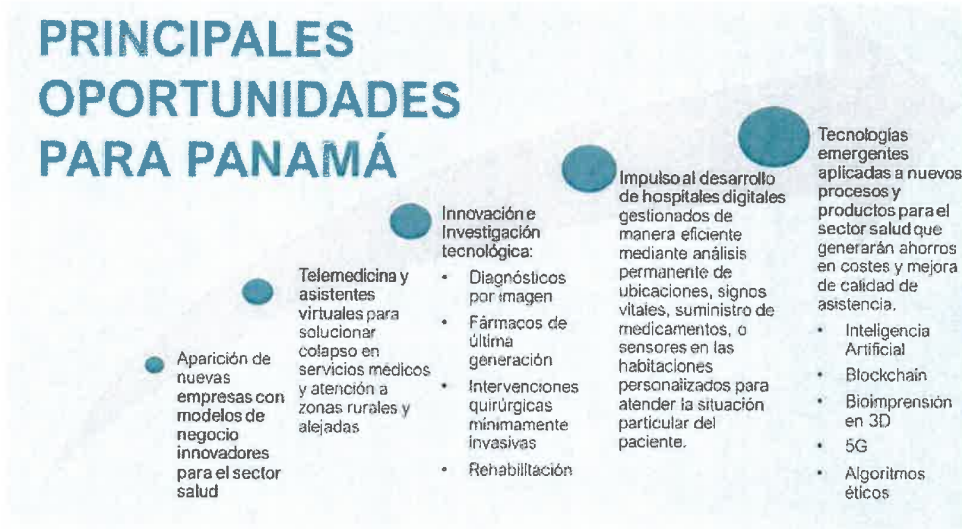 PRINCIPALES
OPORTUNIDADES
PARA PANAMÁ
Aparición de
nuevas
empresas con
modelos de
negocio
innovadores
para el sector
salud
Telemedicina y
asistentes
virtuales para
solucionar
colapso en
servicios médicos
y atención a
zonas rurales y
alejadas
Innovación e
Investigación
tecnológica:
• Diagnósticos
por imagen
• Fármacos de
última
generación
• Intervenciones
quirúrgicas
mínimamente
invasivas
• Rehabilitación
Impulso al desarrollo
de hospitales digitales
gestionados de
manera eficiente
mediante análisis
permanente de
ubicaciones, signos
vitales, suministro de
medicamentos, o
sensores en las
habitaciones
personalizados para
atender la situación
particular del
paciente.
Tecnologías
emergentes
aplicadas a nuevos
procesos y
productos para el
sector salud que
generarán ahorros
en costes y mejora
de calidad de
asistencia.
• Inteligencia
Artificial
• Blockchain
• Bioimprensión
en 3D
• 5G
• Algoritmos
éticos